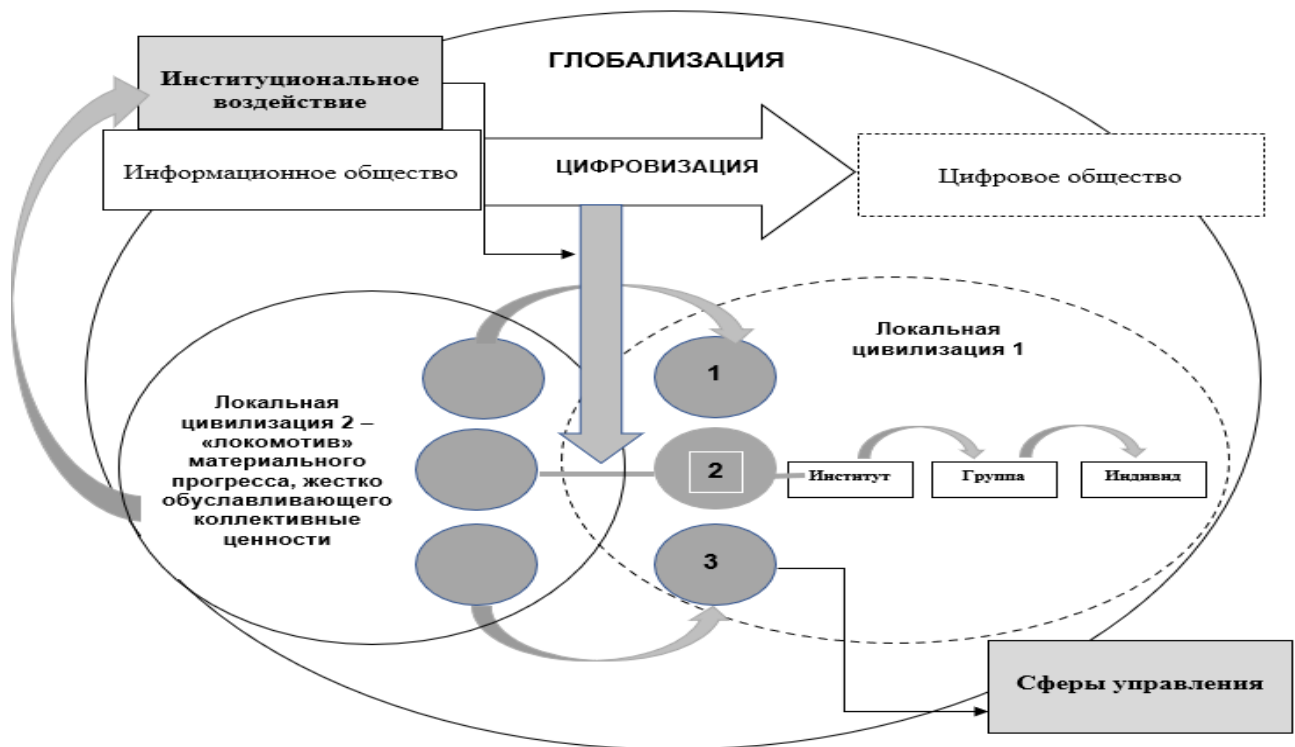 ГЛОБАЛИЗАЦИЯ
Институциональное
воздействие
Информационное общество
ЦИФРОВИЗАЦИЯ
Цифровое общество
Локальная
цивилизация 1
Локальная
цивилизация 2 –
«локомотив»
материального
прогресса, жестко
обуславливающего
коллективные
ценности
1
2
3
Институт
Группа
Индивид
Сферы управления